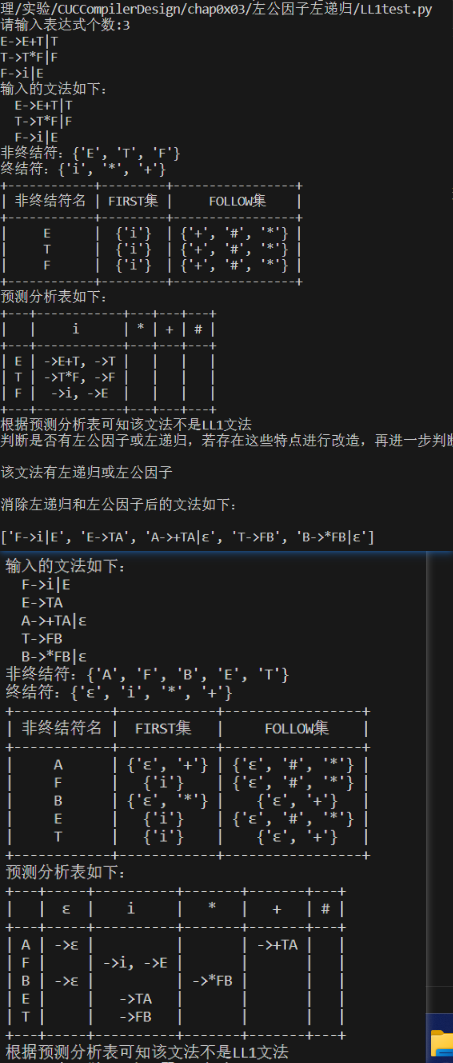 理/实验/CUCCompilerDesign/chap0x03/左公因子左递归/LL1test.py
请输入表达式个数:3
E->E+T|T
T->T*F|F
F->i|E
输入的文法如下：
  E->E+T|T
  T->T*F|F
  F->i|E
非终结符：{'E', 'T', 'F'}
终结符：{'i', '*', '+'}
+-----------+---------+-----------------+
| 非终结符名 | FIRST集 |     FOLLOW集     |
+-----------+---------+-----------------+
|     E     |  {'i'}  | {'+', '#', '*'} |
|     T     |  {'i'}  | {'+', '#', '*'} |
|     F     |  {'i'}  | {'+', '#', '*'} |
+-----------+---------+-----------------+
预测分析表如下：
+---+------------+---+---+---+
|   |     i      | * | + | # |
+---+------------+---+---+---+
| E | ->E+T, ->T |   |   |   |
| T | ->T*F, ->F |   |   |   |
| F |  ->i, ->E  |   |   |   |
+---+------------+---+---+---+
根据预测分析表可知该文法不是LL1文法
判断是否有左公因子或左递归，若存在这些特点进行改造，再进一步判断
该文法有左递归或左公因子
消除左递归和左公因子后的文法如下：
['F->i|E', 'E->TA', 'A->+TA|ε', 'T->FB', 'B->*FB|ε']
输入的文法如下：
  F->i|E
  E->TA
  A->+TA|ε
  T->FB
  B->*FB|ε
非终结符：{'A', 'F', 'B', 'E', 'T'}
终结符：{'ε', 'i', '*', '+'}
+-----------+------------+-----------------+
| 非终结符名 |  FIRST集   |     FOLLOW集     |
+-----------+------------+-----------------+
|     A     | {'ε', '+'} | {'ε', '#', '*'} |
|     F     |   {'i'}    | {'ε', '#', '*'} |
|     B     | {'ε', '*'} |   {'ε', '+'}    |
|     E     |   {'i'}    | {'ε', '#', '*'} |
|     T     |   {'i'}    |   {'ε', '+'}    |
+-----------+------------+-----------------+
预测分析表如下：
+---+-----+----------+-------+-------+---+
|   |  ε  |    i     |   *   |   +   | # |
+---+-----+----------+-------+-------+---+
| A | ->ε |          |       | ->+TA |   |
| F |     | ->i, ->E |       |       |   |
| B | ->ε |          | ->*FB |       |   |
| E |     |   ->TA   |       |       |   |
| T |     |   ->FB   |       |       |   |
+---+-----+----------+-------+-------+---+
根据预测分析表可知该文法不是LL1文法